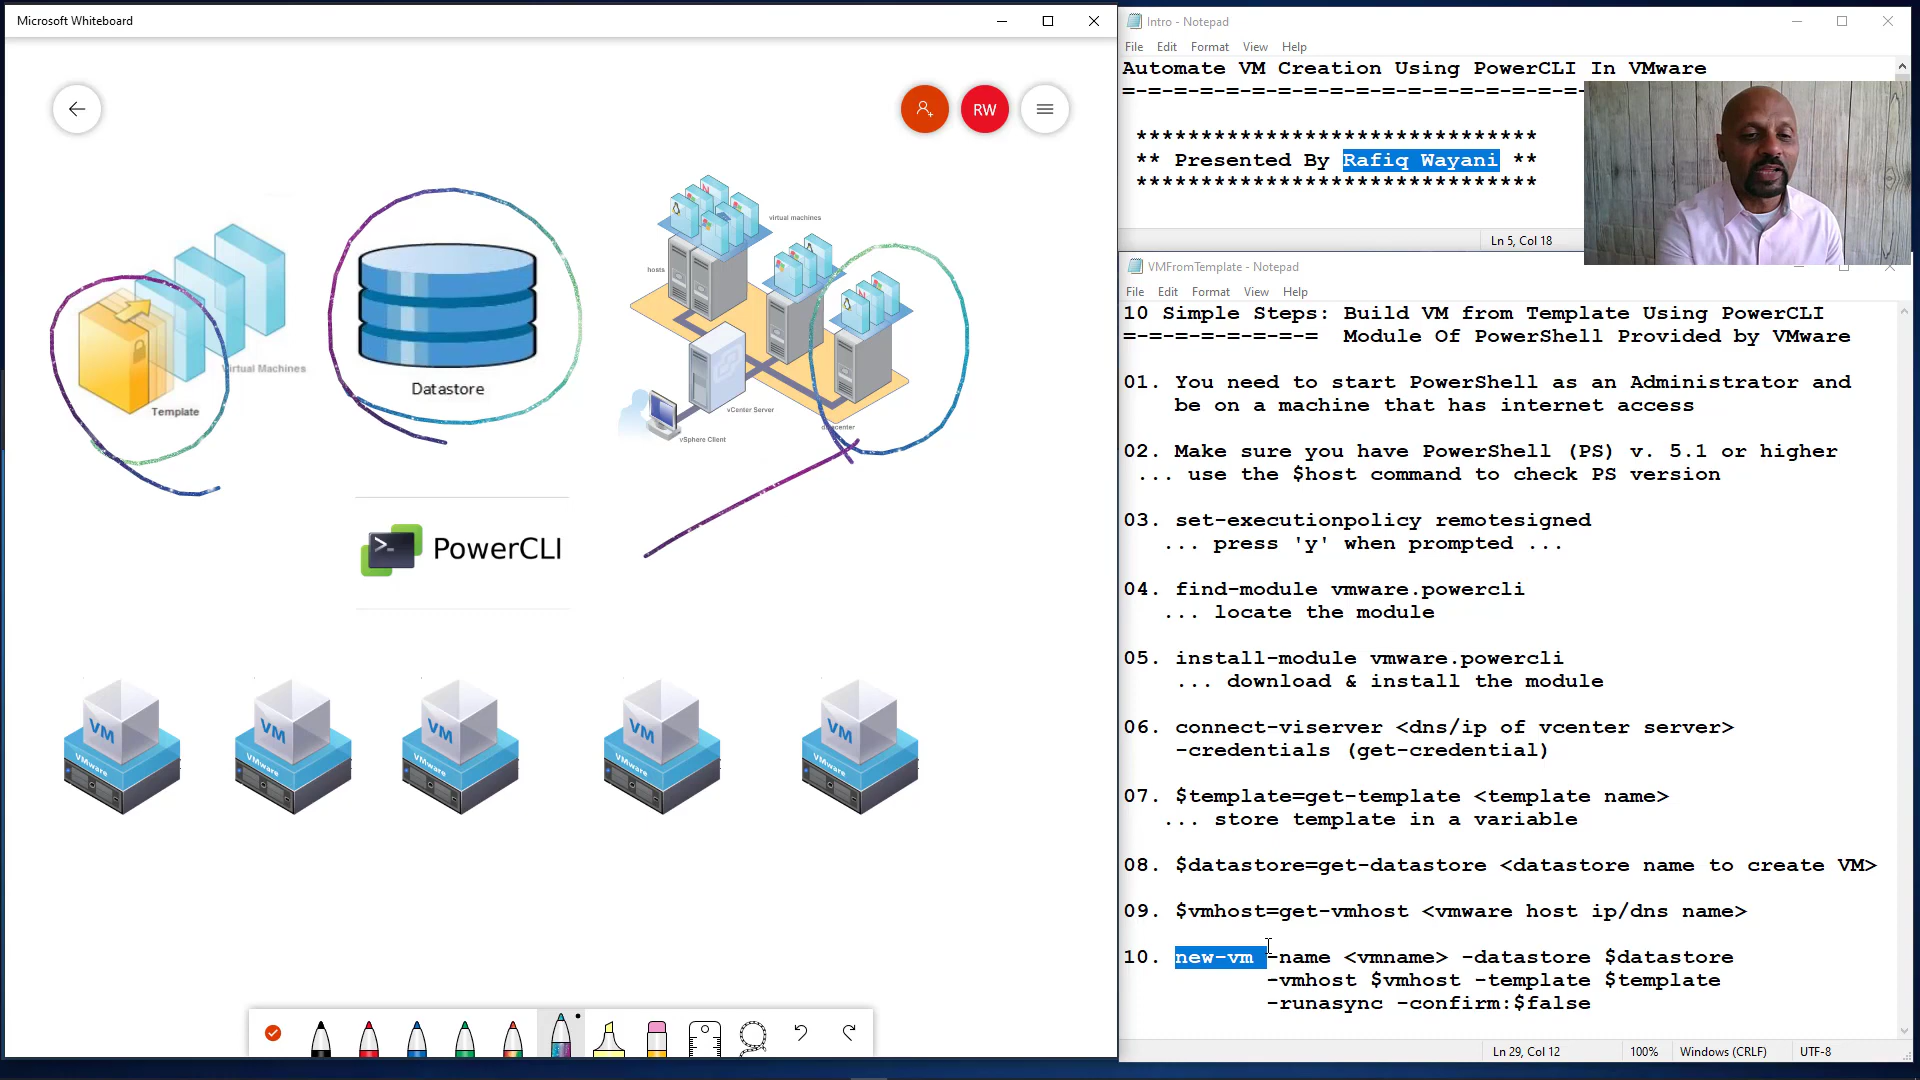 Microsoft Whiteboard
RW
virtual machines
hosts
Virtual Machines
Template
Datastore
vCenter Server
vSphere Client
PowerCLI
VM
VMware
VM
VMware
VM
VMware
VM
VMware
VM
VMware
Intro - Notepad
File Edit Format View Help
Automate VM Creation Using PowerCLI In VMware
=-=-=-=-=-=-=-=-=-=-=-=-=-=-=-=-=-=-
*******************************
** Presented By Rafiq Wayani **
*******************************
Ln 5, Col 18
VMFromTemplate - Notepad
File Edit Format View Help
10 Simple Steps: Build VM from Template Using PowerCLI
=-=-=-=-=-=-=-= Module Of PowerShell Provided by VMware
01. You need to start PowerShell as an Administrator and
be on a machine that has internet access
02. Make sure you have PowerShell (PS) v. 5.1 or higher
... use the $host command to check PS version
03. set-executionpolicy remotesigned
... press 'y' when prompted ...
04. find-module vmware.powercli
... locate the module
05. install-module vmware.powercli
... download & install the module
06. connect-viserver <dns/ip of vcenter server>
-credentials (get-credential)
07. $template=get-template <template name>
... store template in a variable
08. $datastore=get-datastore <datastore name to create VM>
09. $vmhost=get-vmhost <vmware host ip/dns name>
10. new-vm -name <vmname> -datastore $datastore
-vmhost $vmhost -template $template
-runasync -confirm:$false
Ln 29, Col 12 100% Windows (CRLF) UTF-8